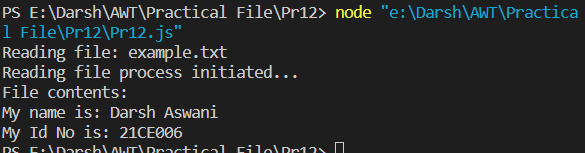 PS E:\Darsh\AWT\Practical File\Pr12> node "e:\Darsh\AWT\Practica
l File\Pr12\Pr12.js"
Reading file: example.txt
Reading file process initiated...
File contents:
My name is: Darsh Aswani
My Id No is: 21CE006
PS E:\Darsh\AWT\Practical File\Pr12>